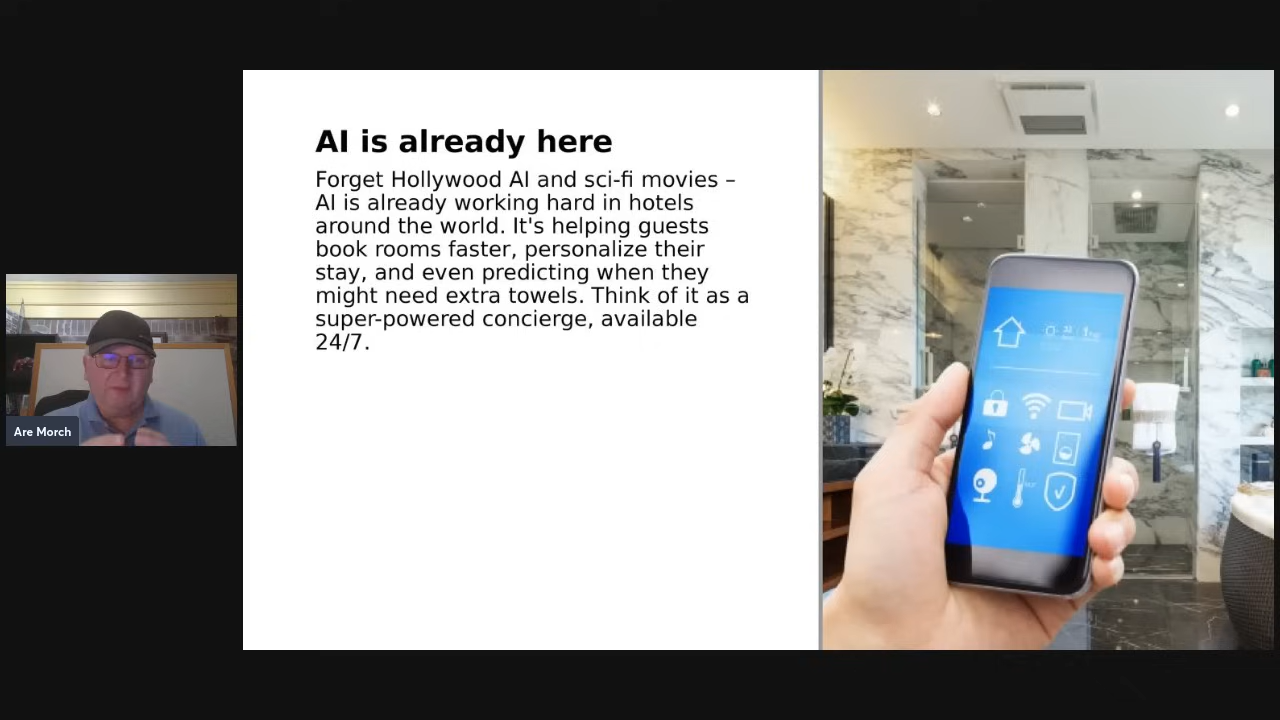 AI is already here
Forget Hollywood AI and sci-fi movies –
AI is already working hard in hotels
around the world. It's helping guests
book rooms faster, personalize their
stay, and even predicting when they
might need extra towels. Think of it as a
super-powered concierge, available
24/7.
Are Morch